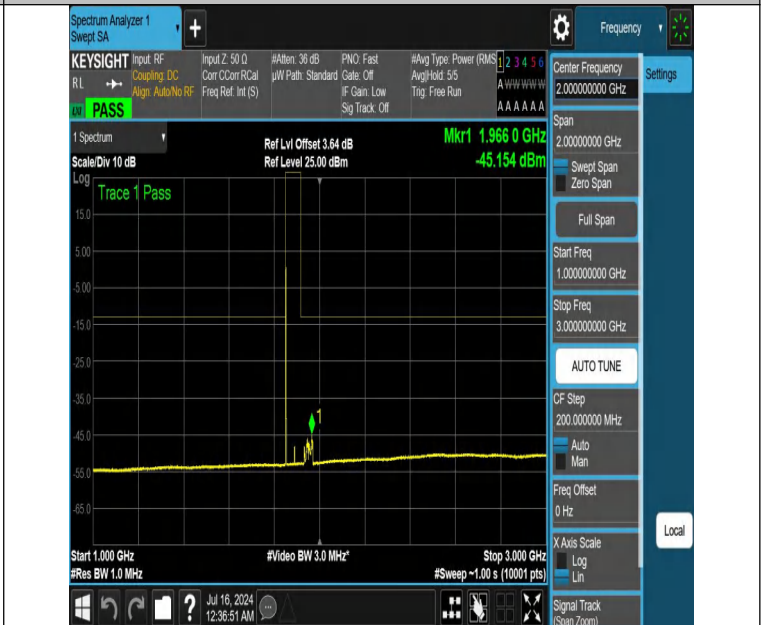 Spectrum Analyzer 1
Swept SA
+
Frequency
KEYSIGHT
RL
PASS
Input: RF
Coupling: DC
Align: Auto/No RF
Input Z: 50 Ω
Corr CCorr RCal
Freq Ref: Int (S)
#Atten: 36 dB
µW Path: Standard
PNO: Fast
Gate: Off
IF Gain: Low
Sig Track: Off
#Avg Type: Power (RMS
Avg|Hold: 5/5
Trig: Free Run
1 2 3 4 5 6
A W W W W W
A A A A A A
1 Spectrum
Scale/Div 10 dB
Log
Ref Lvl Offset 3.64 dB
Ref Level 25.00 dBm
Mkr1 1.966 0 GHz
-45.154 dBm
Trace 1 Pass
15.0
5.00
-5.00
-15.0
-25.0
-35.0
-45.0
-55.0
-65.0
1
Start 1.000 GHz
#Res BW 1.0 MHz
#Video BW 3.0 MHz*
Stop 3.000 GHz
#Sweep ~1.00 s (10001 pts)
Center Frequency
2.000000000 GHz
Span
2.00000000 GHz
Swept Span
Zero Span
Full Span
Start Freq
1.000000000 GHz
Stop Freq
3.000000000 GHz
AUTO TUNE
CF Step
200.000000 MHz
Auto
Man
Freq Offset
0 Hz
X Axis Scale
Log
Lin
Signal Track
(Span Zoom)
Settings
Local
?
Jul 16, 2024
12:36:51 AM